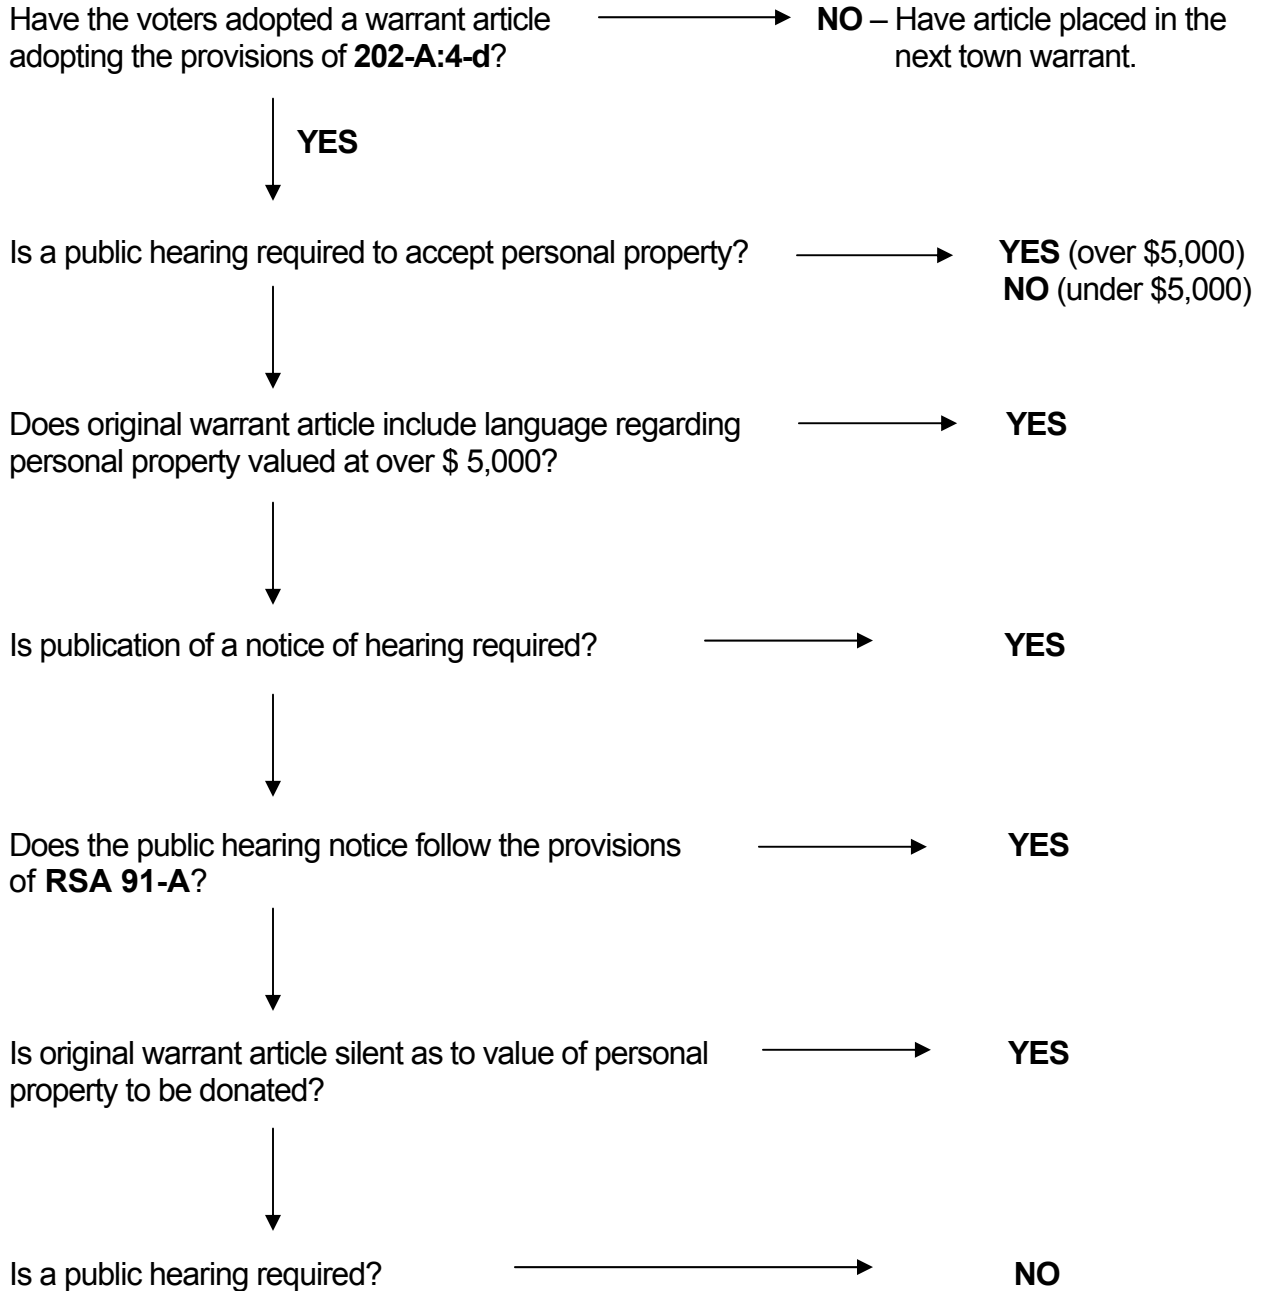 Have the voters adopted a warrant article
adopting the provisions of 202-A:4-d?
NO – Have article placed in the
next town warrant.
YES
Is a public hearing required to accept personal property?
YES (over $5,000)
NO (under $5,000)
Does original warrant article include language regarding
personal property valued at over $ 5,000?
YES
Is publication of a notice of hearing required?
YES
Does the public hearing notice follow the provisions
of RSA 91-A?
YES
Is original warrant article silent as to value of personal
property to be donated?
YES
Is a public hearing required?
NO